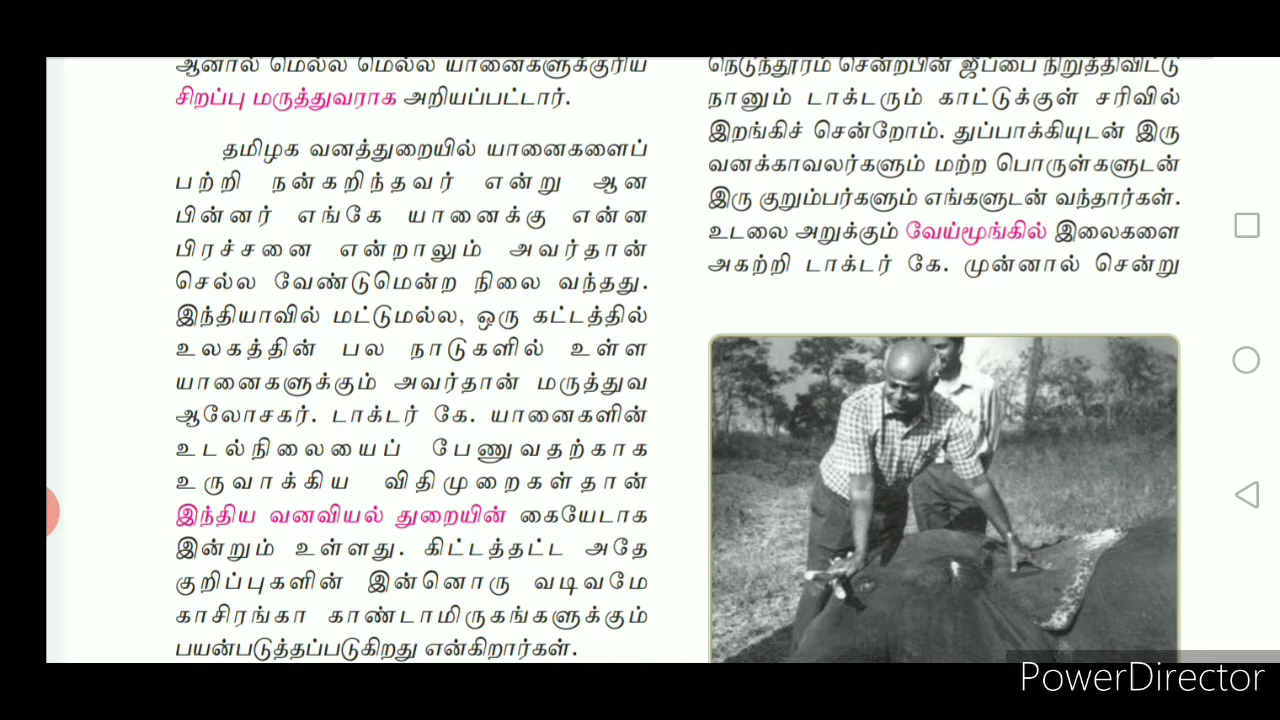 ஆனால் மெல்ல மெல்ல யானைகளுக்குரிய
சிறப்பு மருத்துவராக அறியப்பட்டார்.
தமிழக வனத்துறையில் யானைகளைப்
பற்றி நன்கறிந்தவர் என்று ஆன
பின்னர் எங்கே யானைக்கு என்ன
பிரச்சனை என்றாலும் அவர்தான்
செல்ல வேண்டுமென்ற நிலை வந்தது.
இந்தியாவில் மட்டுமல்ல, ஒரு கட்டத்தில்
உலகத்தின் பல நாடுகளில் உள்ள
யானைகளுக்கும் அவர்தான் மருத்துவ
ஆலோசகர். டாக்டர் கே. யானைகளின்
உடல்நிலையைப் பேணுவதற்காக
உருவாக்கிய விதிமுறைகள்தான்
இந்திய வனவியல் துறையின் கையேடாக
இன்றும் உள்ளது. கிட்டத்தட்ட அதே
குறிப்புகளின் இன்னொரு வடிவமே
காசிரங்கா காண்டாமிருகங்களுக்கும்
பயன்படுத்தப்படுகிறது என்கிறார்கள்.
நெடுந்தூரம் சென்றபின் ஜீப்பை நிறுத்திவிட்டு
நானும் டாக்டரும் காட்டுக்குள் சரிவில்
இறங்கிச் சென்றோம். துப்பாக்கியுடன் இரு
வனக்காவலர்களும் மற்ற பொருள்களுடன்
இரு குறும்பர்களும் எங்களுடன் வந்தார்கள்.
உடலை அறுக்கும் வேய்மூங்கில் இலைகளை
அகற்றி டாக்டர் கே. முன்னால் சென்று
PowerDirector